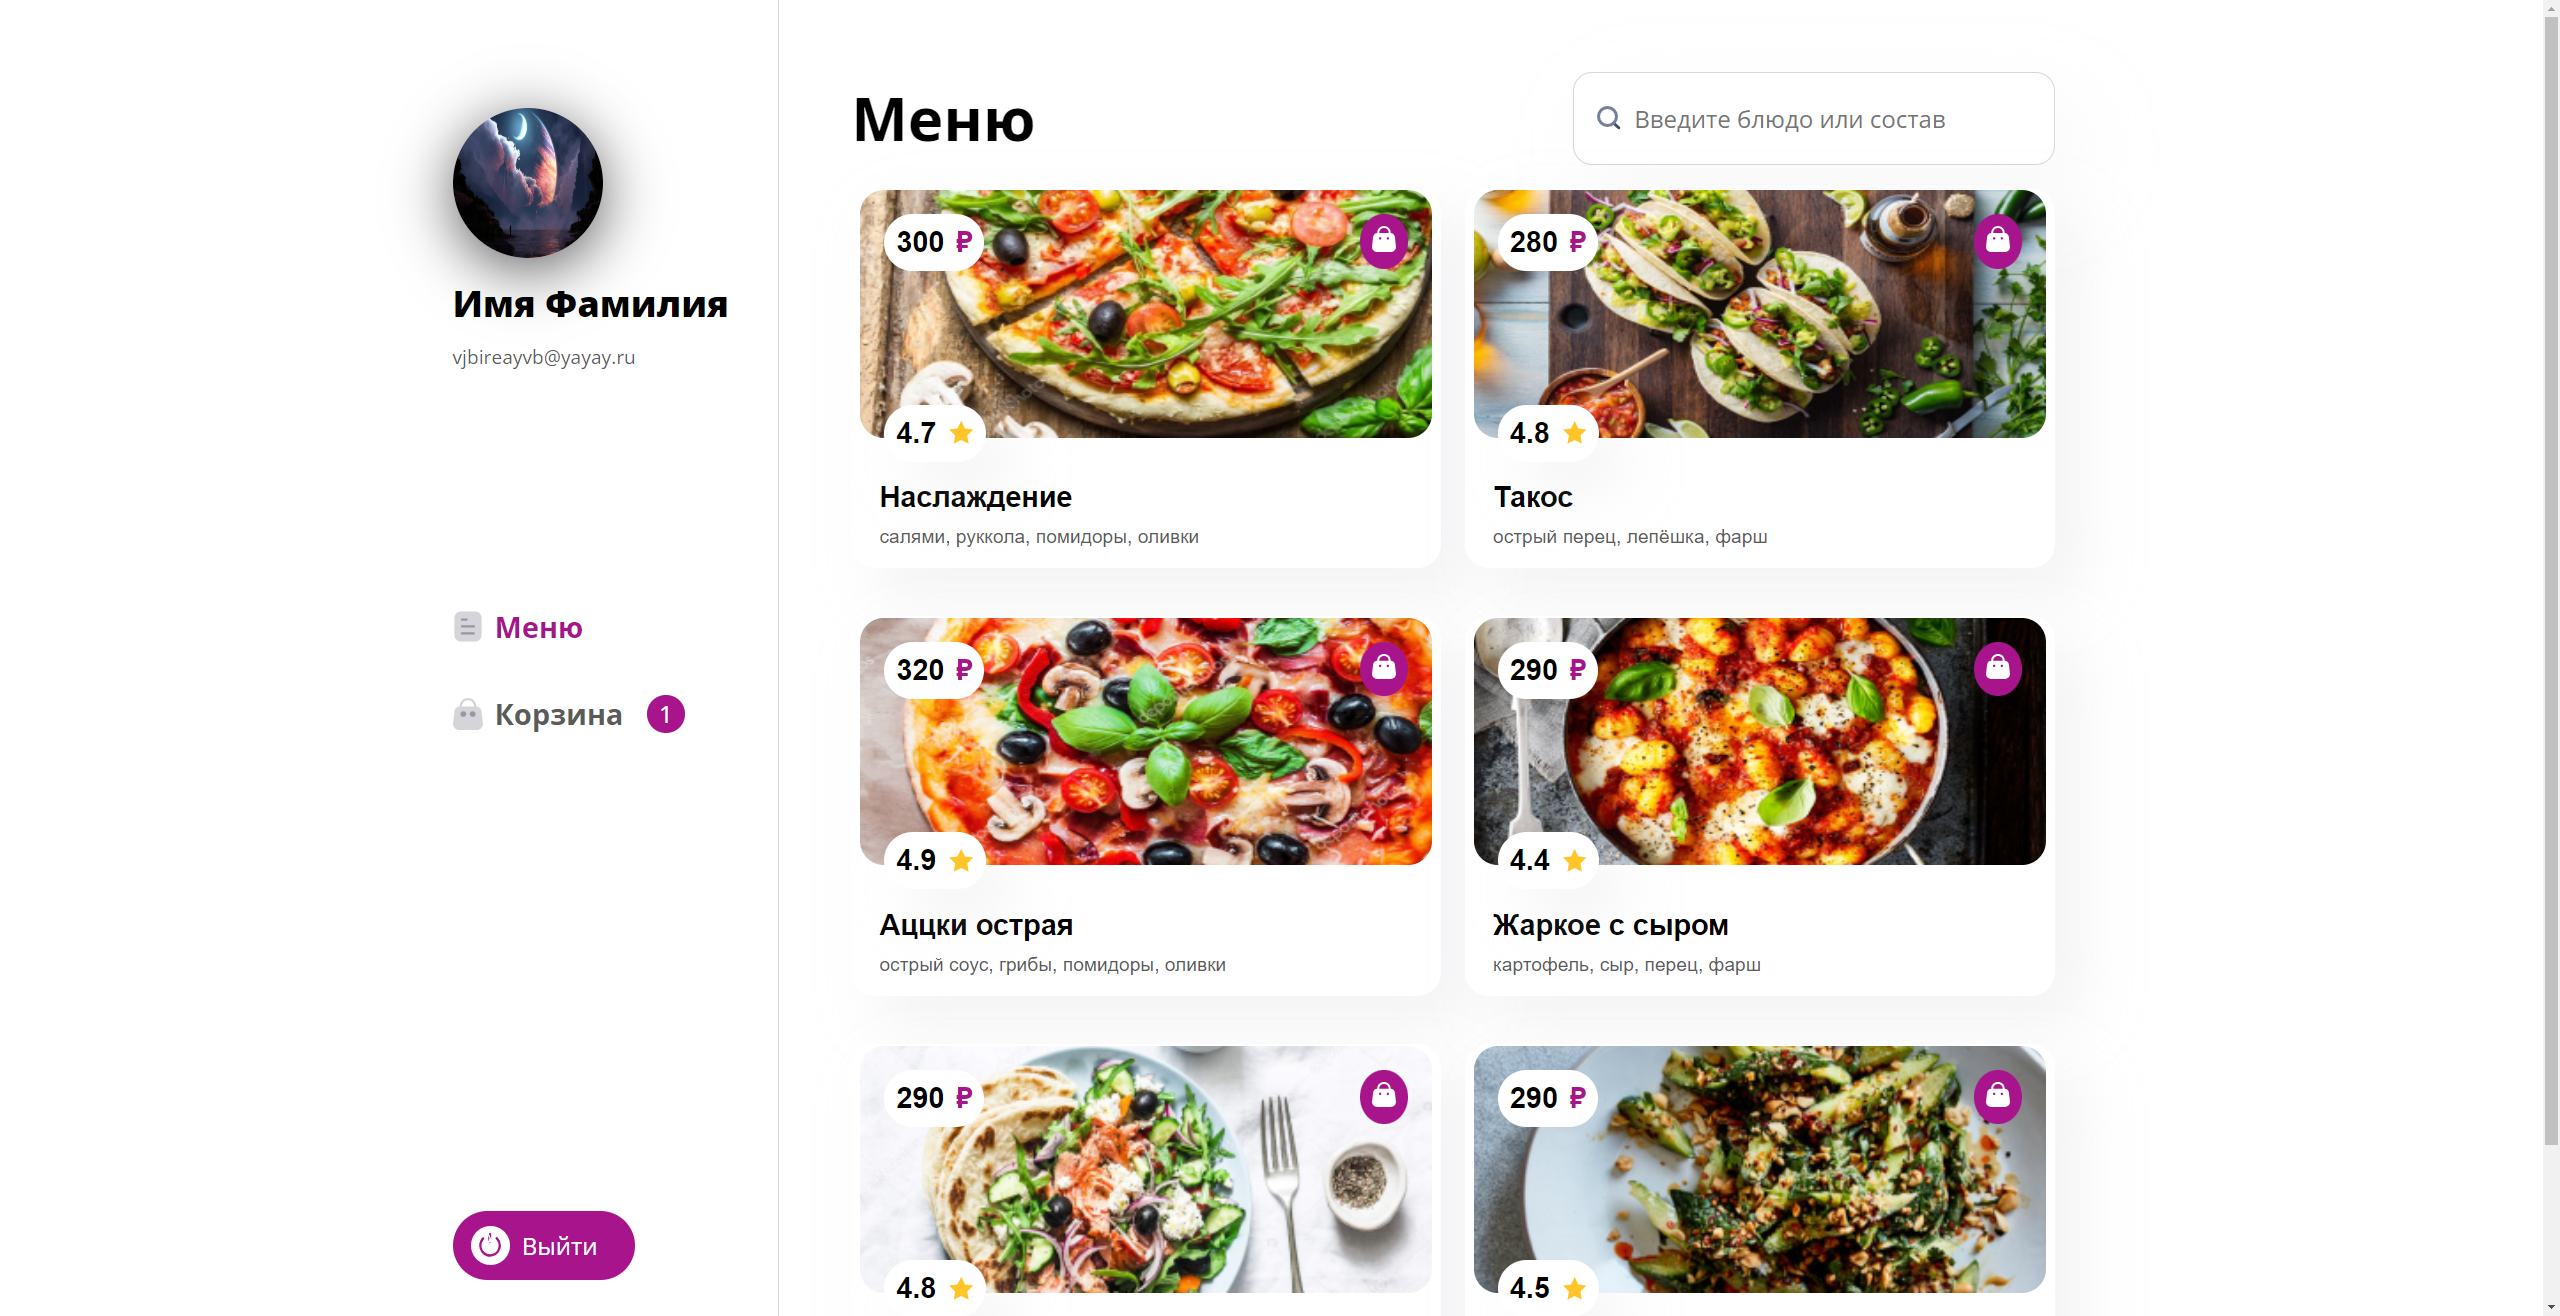 Имя Фамилия
vjbireayvb@yayay.ru
Меню
Корзина 1
Выйти
Меню
Введите блюдо или состав
300 ₽
4.7
Наслаждение
салями, руккола, помидоры, оливки
280 ₽
4.8
Такос
острый перец, лепёшка, фарш
320 ₽
4.9
Аццки острая
острый соус, грибы, помидоры, оливки
290 ₽
4.4
Жаркое с сыром
картофель, сыр, перец, фарш
290 ₽
4.8
290 ₽
4.5